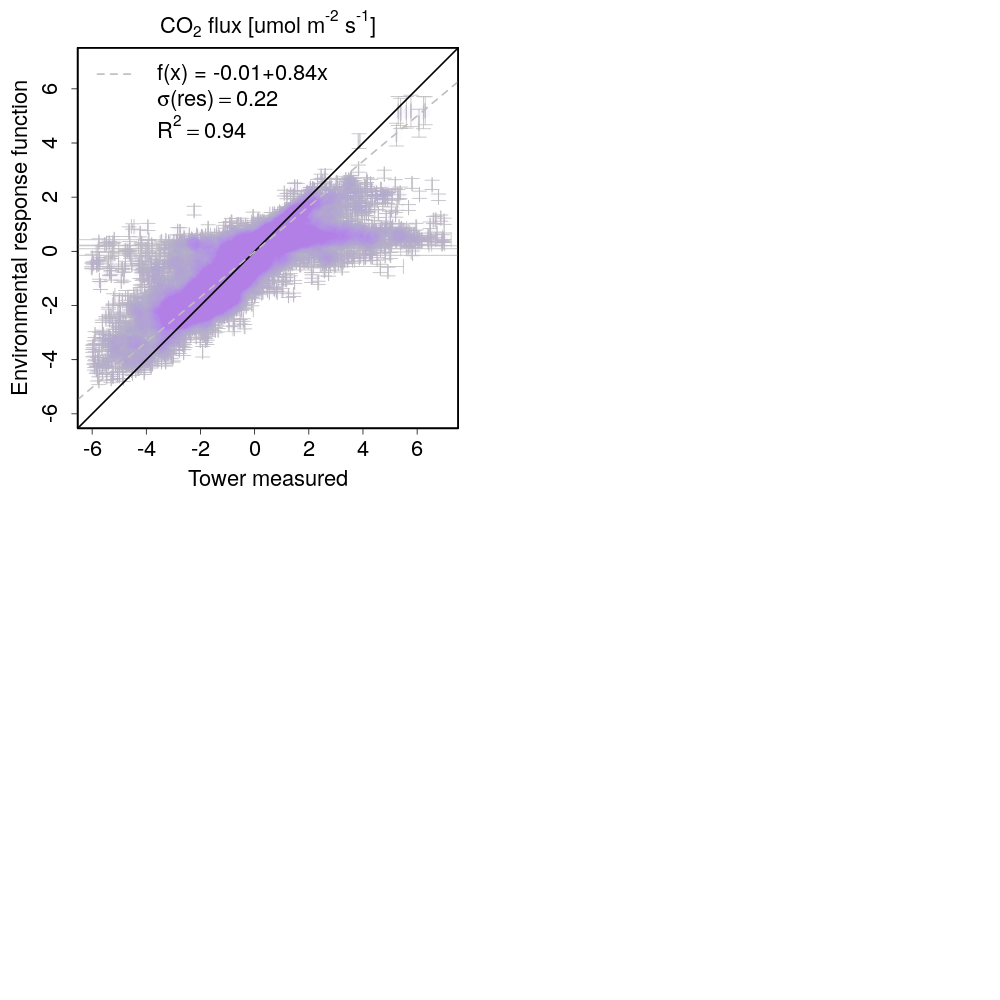 CO₂ flux [umol m⁻² s⁻¹]
f(x) = -0.01+0.84x
σ(res) = 0.22
R² = 0.94
Environmental response function
6
4
2
0
-2
-4
-6
-6 -4 -2 0 2 4 6
Tower measured